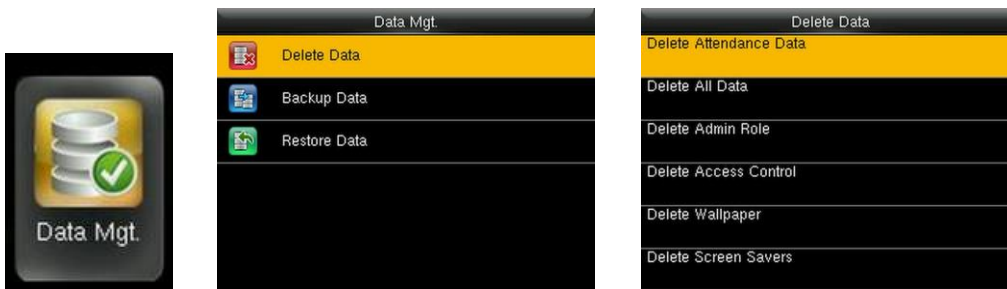 Data Mgt.
Data Mgt.
Delete Data
Backup Data
Restore Data
Delete Data
Delete Attendance Data
Delete All Data
Delete Admin Role
Delete Access Control
Delete Wallpaper
Delete Screen Savers